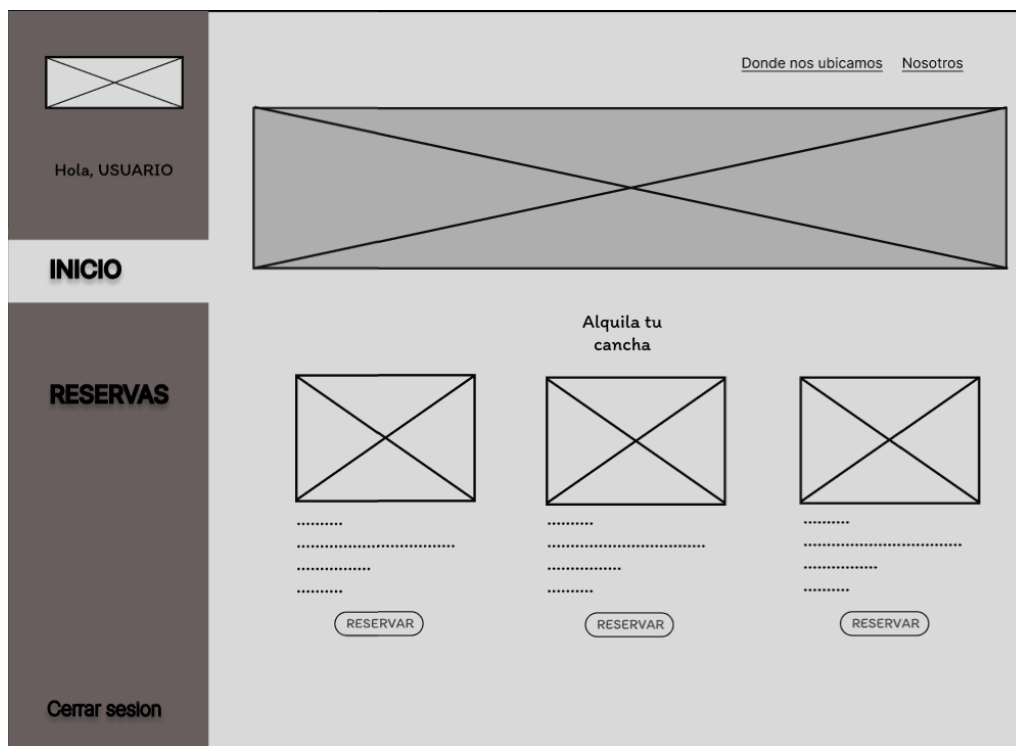 Donde nos ubicamos Nosotros
Hola, USUARIO
INICIO
RESERVAS
Cerrar sesion
Alquila tu
cancha
RESERVAR
RESERVAR
RESERVAR